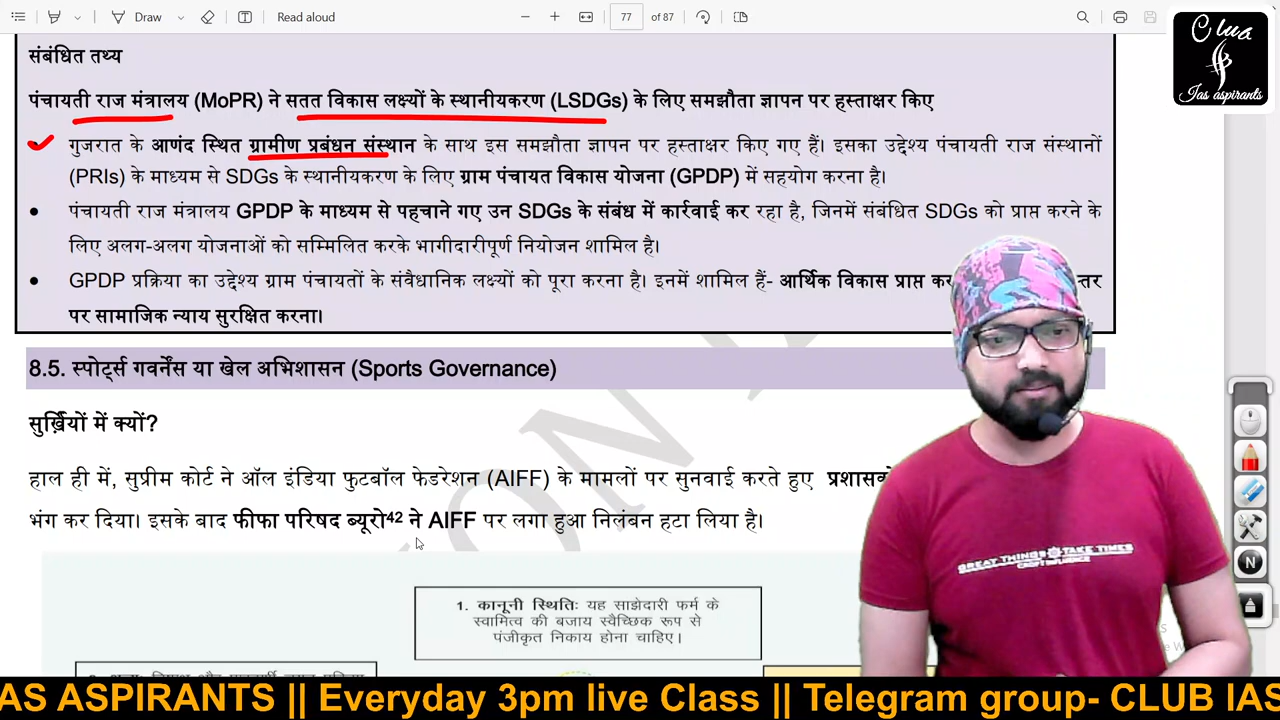 Draw
Read aloud
77 of 87
Club
Ias aspirants
संबंधित तथ्य
पंचायती राज मंत्रालय (MoPR) ने सतत विकास लक्ष्यों के स्थानीयकरण (LSDGs) के लिए समझौता ज्ञापन पर हस्ताक्षर किए
गुजरात के आणंद स्थित ग्रामीण प्रबंधन संस्थान के साथ इस समझौता ज्ञापन पर हस्ताक्षर किए गए हैं। इसका उद्देश्य पंचायती राज संस्थानों
(PRIs) के माध्यम से SDGs के स्थानीयकरण के लिए ग्राम पंचायत विकास योजना (GPDP) में सहयोग करना है।
• पंचायती राज मंत्रालय GPDP के माध्यम से पहचाने गए उन SDGs के संबंध में कार्रवाई कर रहा है, जिनमें संबंधित SDGs को प्राप्त करने के
लिए अलग-अलग योजनाओं को सम्मिलित करके भागीदारीपूर्ण नियोजन शामिल है।
• GPDP प्रक्रिया का उद्देश्य ग्राम पंचायतों के संवैधानिक लक्ष्यों को पूरा करना है। इनमें शामिल हैं- आर्थिक विकास प्राप्त
पर सामाजिक न्याय सुरक्षित करना।
8.5. स्पोर्ट्स गवर्नेंस या खेल अभिशासन (Sports Governance)
सुर्ख़ियों में क्यों?
हाल ही में, सुप्रीम कोर्ट ने ऑल इंडिया फुटबॉल फेडरेशन (AIFF) के मामलों पर सुनवाई करते हुए
भंग कर दिया। इसके बाद फीफा परिषद ब्यूरो42 ने AIFF पर लगा हुआ निलंबन हटा लिया है।
1. कानूनी स्थितिः यह साझेदारी फर्म के
स्वामित्व की बजाय स्वैच्छिक रूप से
पंजीकृत निकाय होना चाहिए।
GREAT THINGS TAKE TIMES
N
AS ASPIRANTS || Everyday 3pm live Class || Telegram group- CLUB IAS